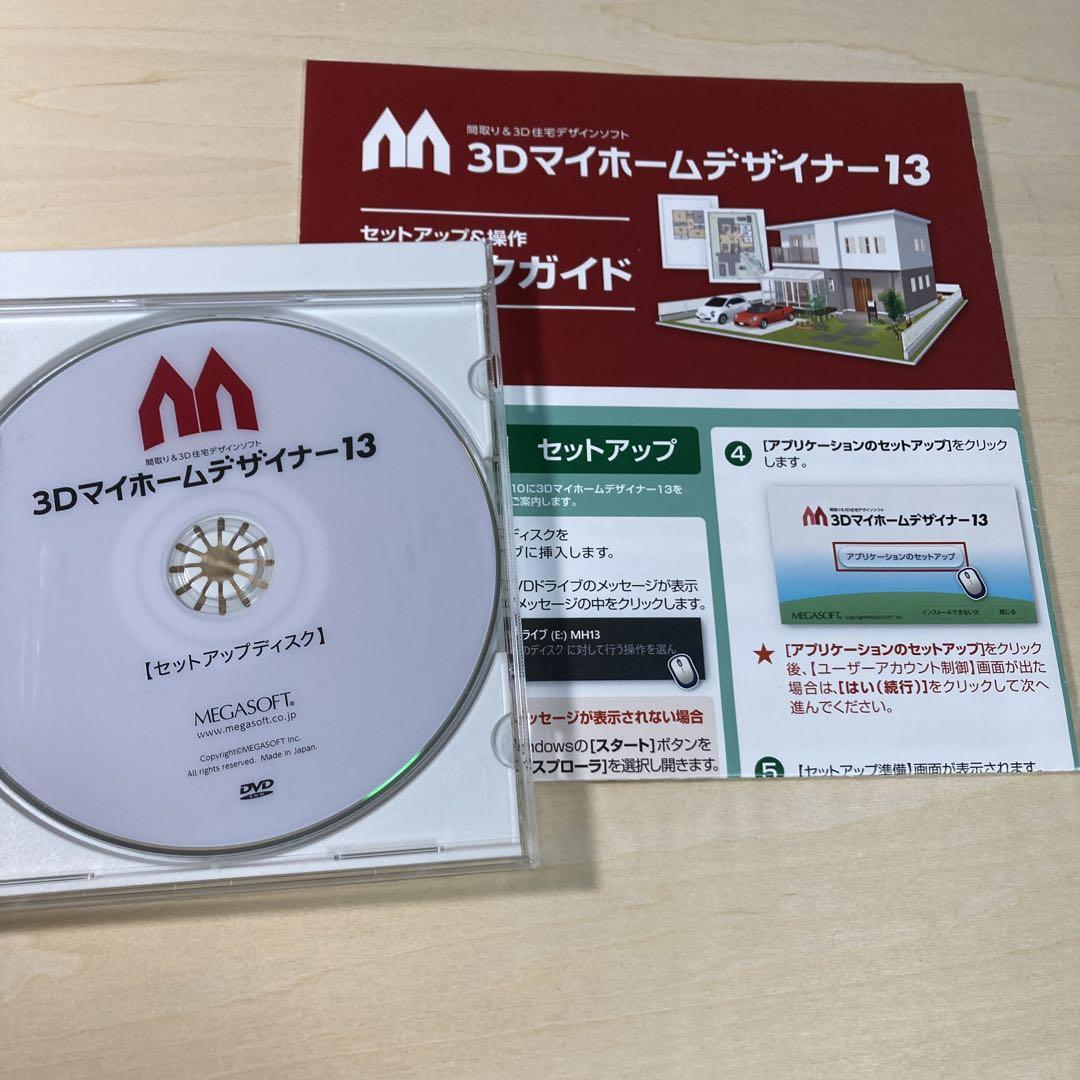 間取り&3D住宅デザインソフト
3Dマイホームデザイナー13
セットアップ&操作
クガイド
間取り&3D住宅デザインソフト
3Dマイホームデザイナー13
【セットアップディスク】
MEGASOFT®
www.megasoft.co.jp
Copyright©MEGASOFT Inc.
All rights reserved. Made in Japan.
DVD
ROM
セットアップ
10に3Dマイホームデザイナー13を
ご案内します。
ディスクを
ブに挿入します。
VDドライブのメッセージが表示
メッセージの中をクリックします。
ライブ (E:) MH13
のディスク に対して行う操作を選ん
ッセージが表示されない場合
ndowsの[スタート]ボタンを
スプローラ]を選択し開きます。
4 [アプリケーションのセットアップ]をクリック
します。
間取り&3D住宅デザインソフト
3Dマイホームデザイナー13
アプリケーションのセットアップ
MEGASOFT. Copyright©MEGASOFT Inc.
インストールできない方
閉じる
★ [アプリケーションのセットアップ]をクリック
後、【ユーザーアカウント制御】画面が出た
場合は、[はい(続行)]をクリックして次へ
進んでください。
5 【セットアップ準備】画面が表示されます。